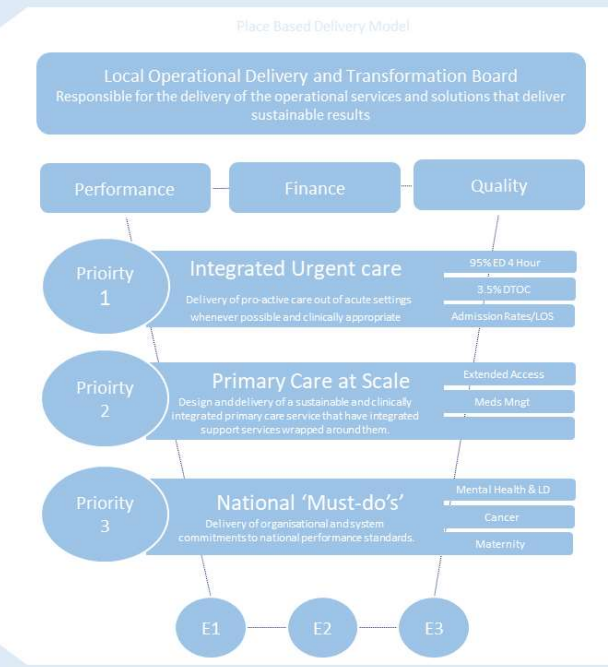 Place Based Delivery Model
Local Operational Delivery and Transformation Board
Responsible for the delivery of the operational services and solutions that deliver
sustainable results
Performance
Finance
Quality
Prioirty
1
Integrated Urgent care
Delivery of pro-active care out of acute settings
whenever possible and clinically appropriate
95% ED 4 Hour
3.5% DTOC
Admission Rates/LOS
Prioirty
2
Primary Care at Scale
Design and delivery of a sustainable and clinically
integrated primary care service that have integrated
support services wrapped around them.
Extended Access
Meds Mngt
Priority
3
National ‘Must-do’s’
Delivery of organisational and system
commitments to national performance standards.
Mental Health & LD
Cancer
Maternity
E1
E2
E3